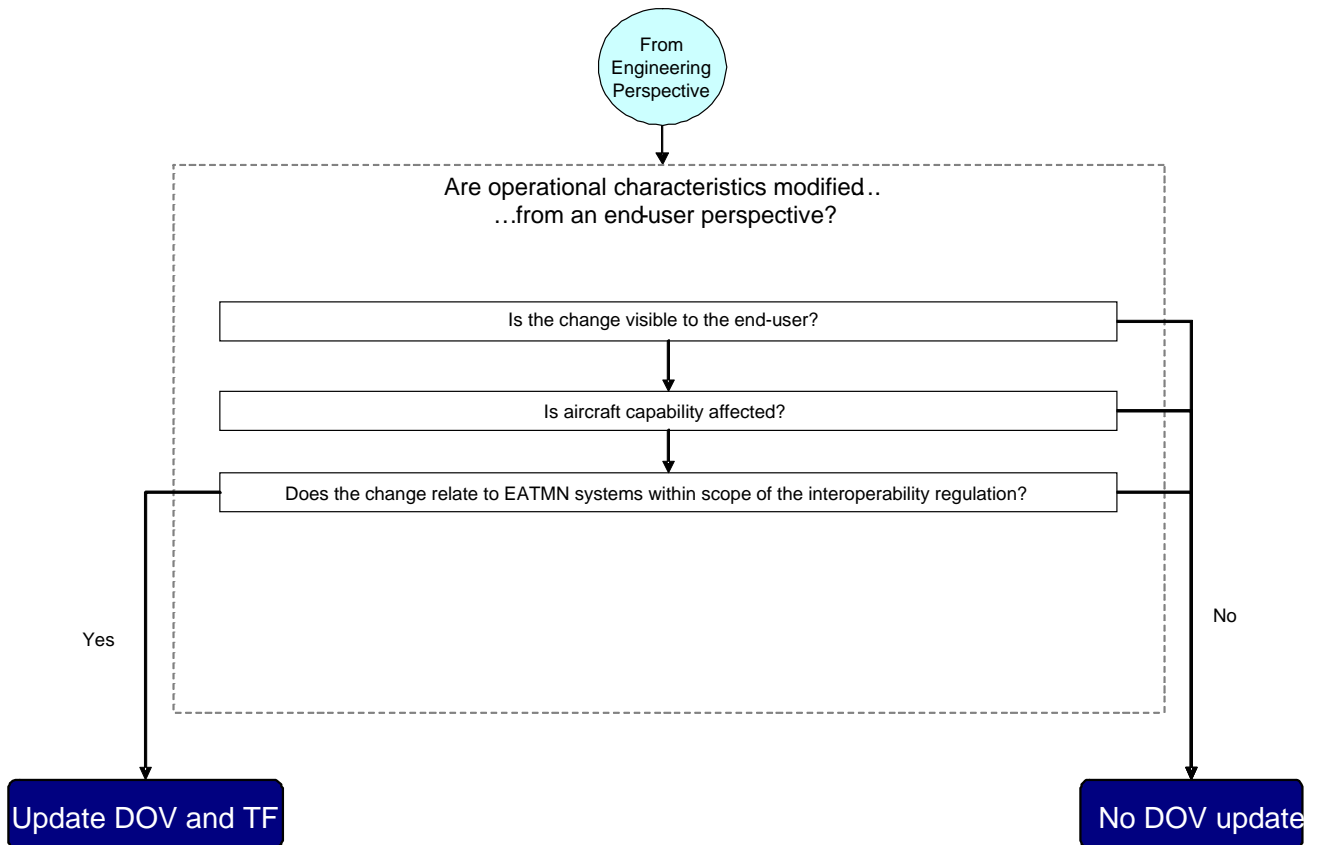 From
Engineering
Perspective
Are operational characteristics modified…
…from an end-user perspective?
Is the change visible to the end-user?
Is aircraft capability affected?
Does the change relate to EATMN systems within scope of the interoperability regulation?
Yes
No
Update DOV and TF
No DOV update